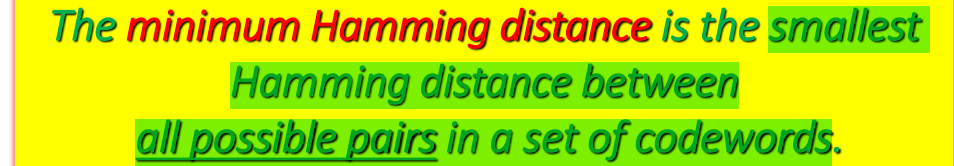 The minimum Hamming distance is the smallest
Hamming distance between
all possible pairs in a set of codewords.